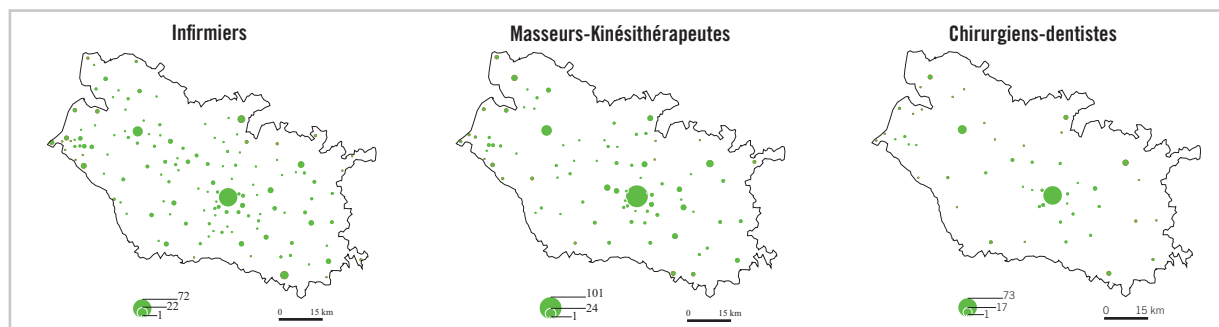 Infirmiers
Masseurs-Kinésithérapeutes
Chirurgiens-dentistes
72
22
1
0 15 km
101
24
1
0 15 km
73
17
1
0 15 km